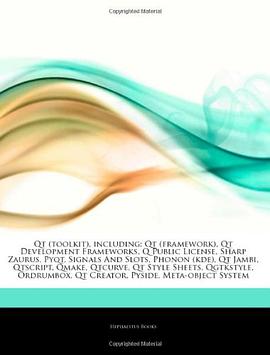 Copyrighted material
Qt (toolkit), including: Qt (framework), Qt
Development Frameworks, Q Public License, Sharp
Zaurus, Pyqt, Signals And Slots, Phonon (kde), Qt Jambi,
Qtscript, Qmake, Qtcurve, Qt Style Sheets, Qgtkstyle,
Ordrumbox, Qt Creator, Pyside, Meta-object System
Hephaestus Books
Copyrighted material